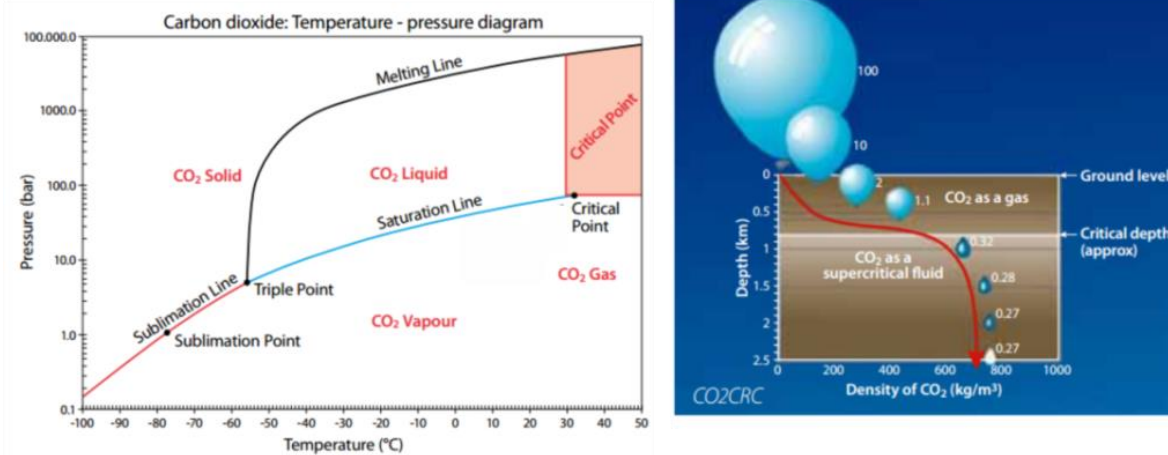 Carbon dioxide: Temperature - pressure diagram
Pressure (bar)
100.000.0
1000.0
100.0
10.0
1.0
0.1
Melting Line
CO₂ Solid
CO₂ Liquid
Critical Point
Saturation Line
Critical
Point
Sublimation Line
Triple Point
CO₂ Gas
Sublimation Point
CO₂ Vapour
-100 -90 -80 -70 -60 -50 -40 -30 -20 -10 0 10 20 30 40 50
Temperature (°C)
100
10
2
1.1
0.32
0.28
0.27
0.27
Ground level
CO₂ as a gas
Critical depth
(approx)
CO₂ as a
supercritical fluid
Depth (km)
0
0.5
1
1.5
2
2.5
0 200 400 600 800 1000
Density of CO₂ (kg/m³)
CO2CRC